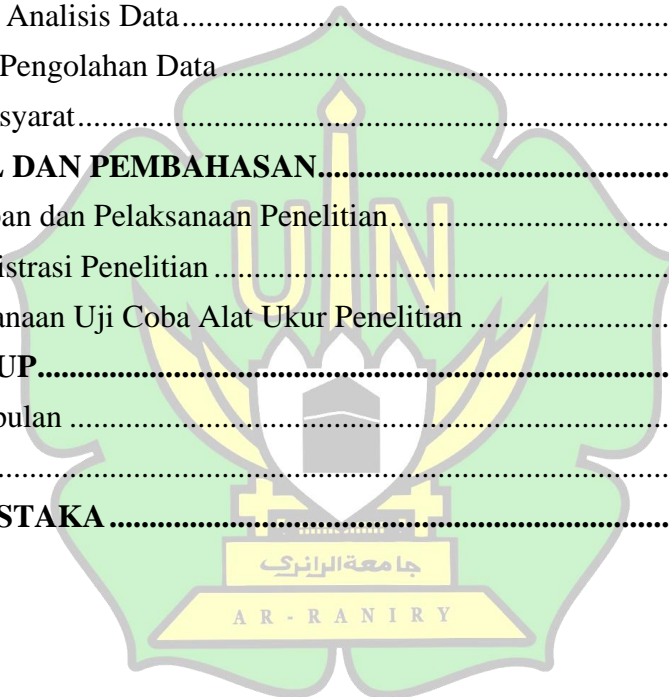 Analisis Data
Pengolahan Data
syarat
DAN PEMBAHASAN
an dan Pelaksanaan Penelitian
istrasi Penelitian
anaan Uji Coba Alat Ukur Penelitian
UP
pulan
STAKA
UIN
جامعة الرانري
AR-RANIRY